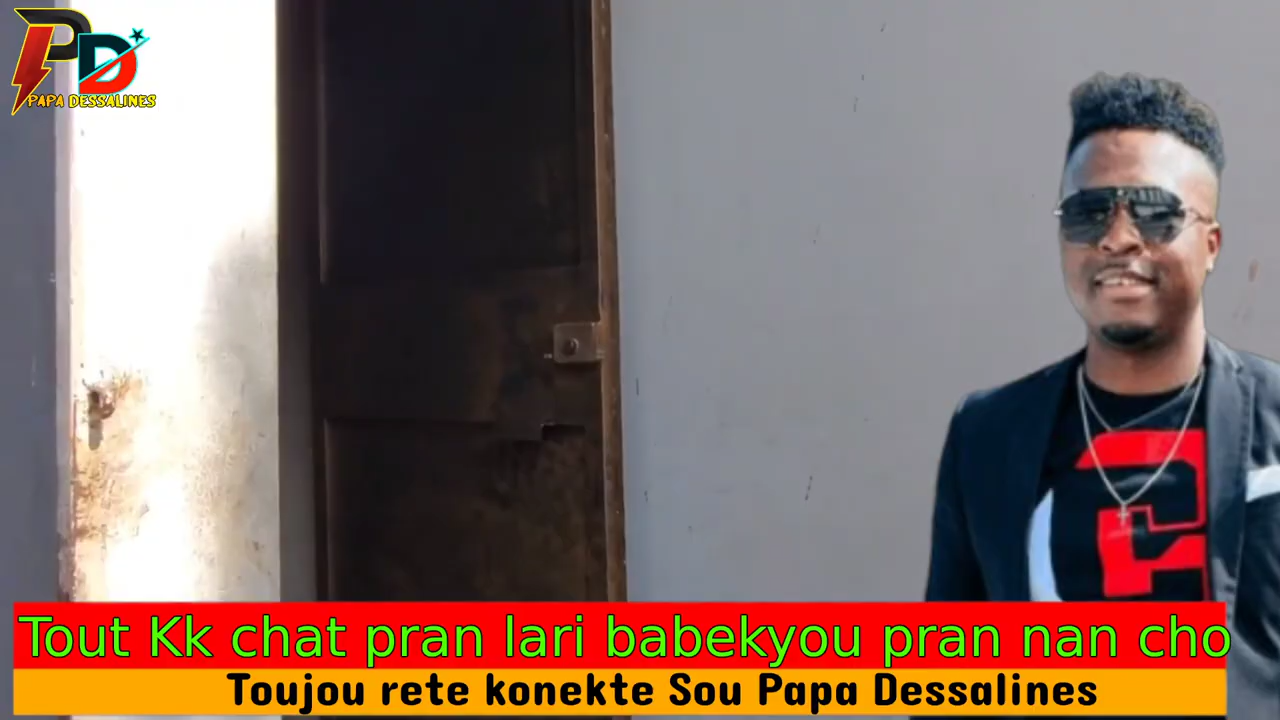 PD
PAPA DESSALINES
Tout Kk chat pran lari babekyou pran nan cho
Toujou rete konekte Sou Papa Dessalines